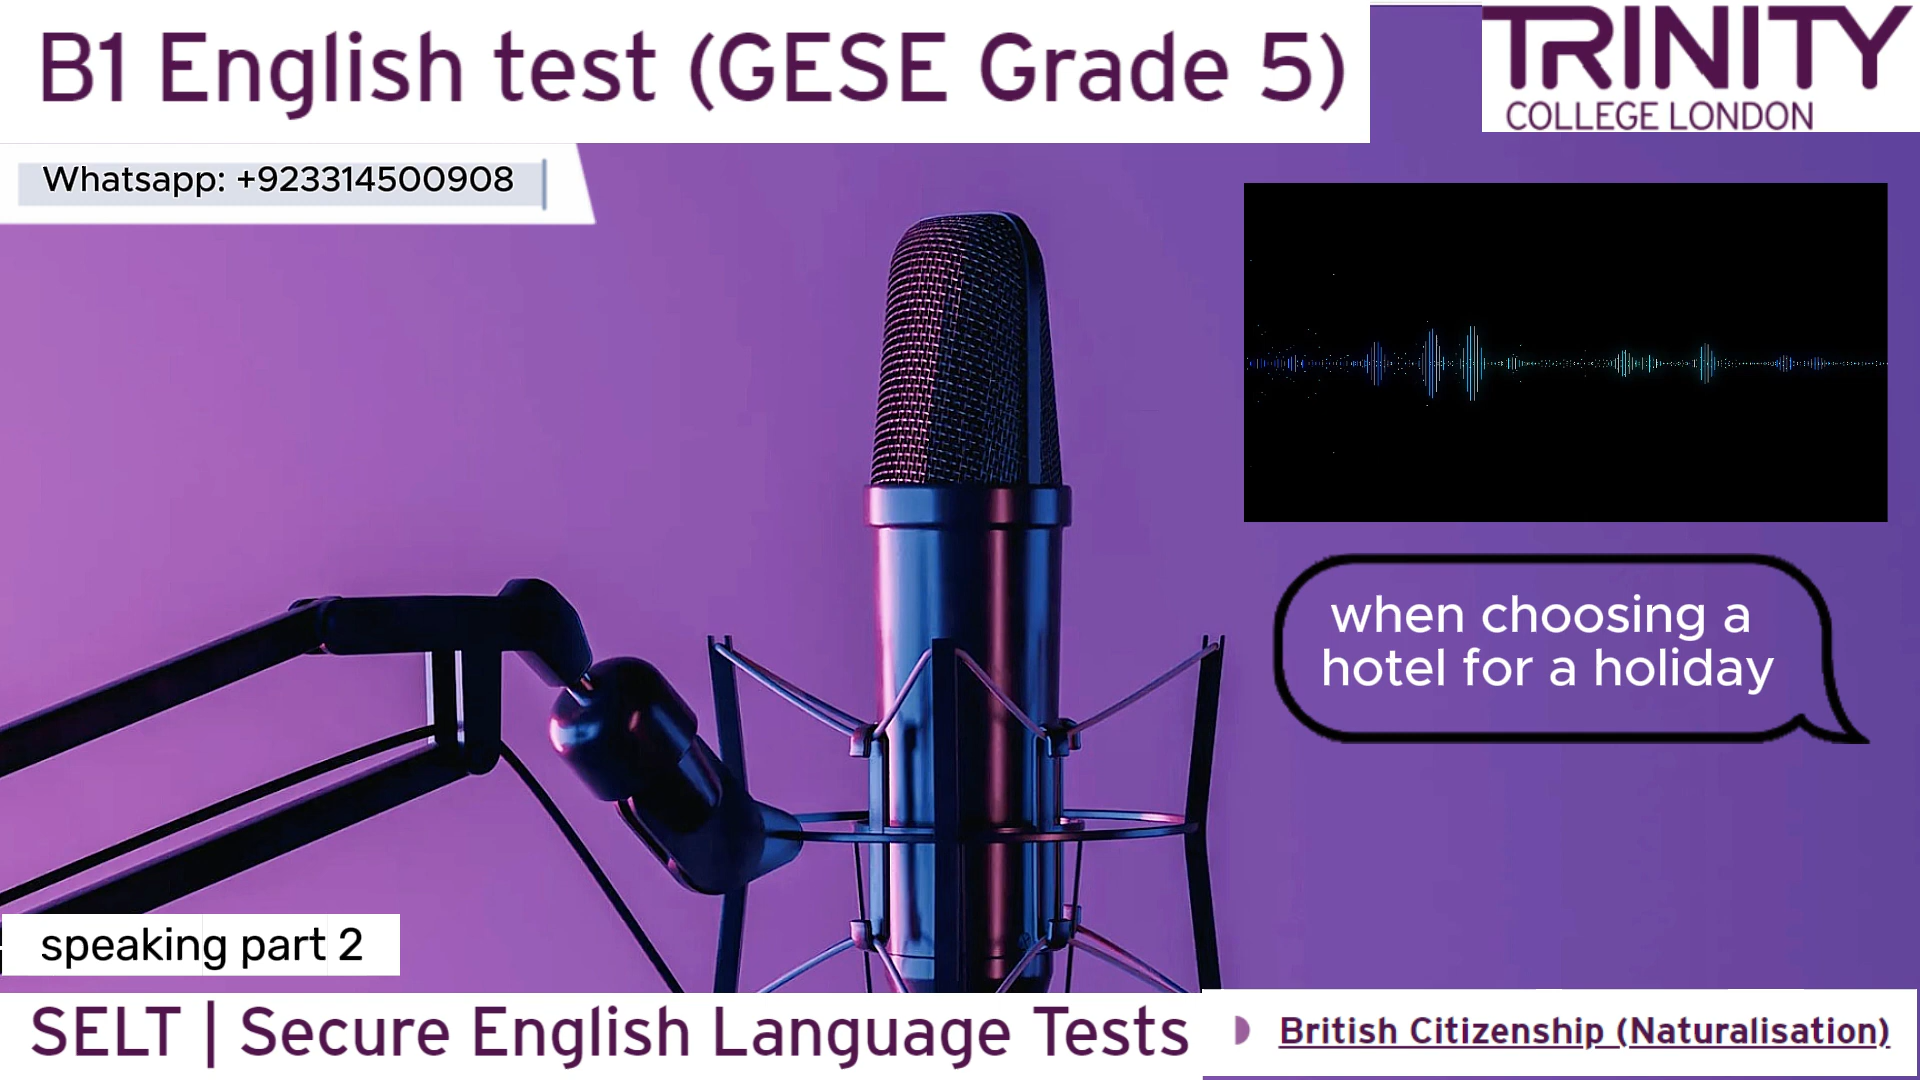 B1 English test (GESE Grade 5)
TRINITY
COLLEGE LONDON
Whatsapp: +923314500908
when choosing a
hotel for a holiday
speaking part 2
SELT | Secure English Language Tests
British Citizenship (Naturalisation)